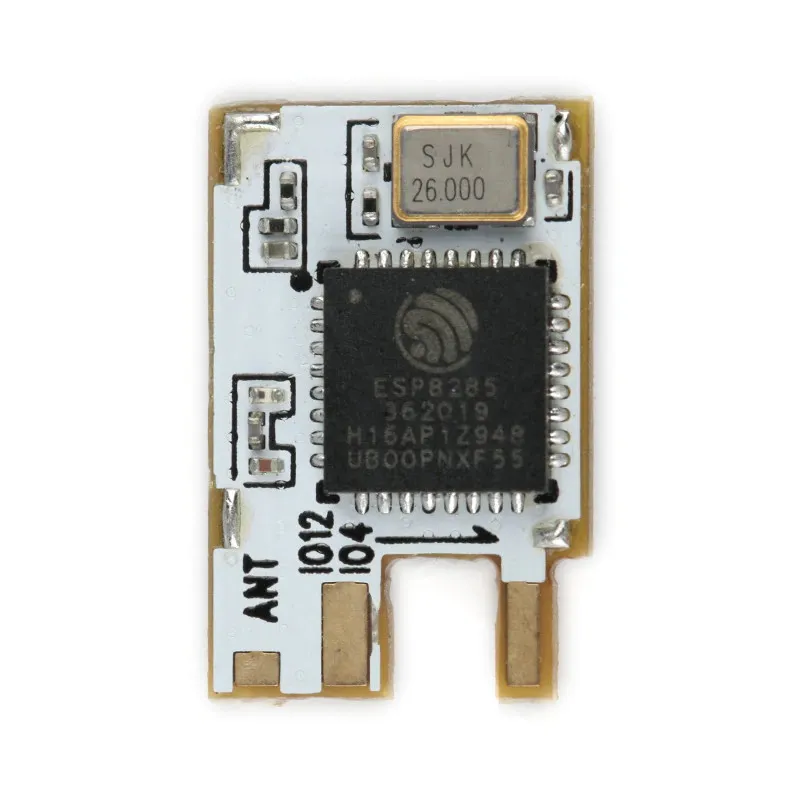 SJK
26.000
ESP8285
362019
H16AP1Z948
UB00PNXF55
IO12
IO4
ANT